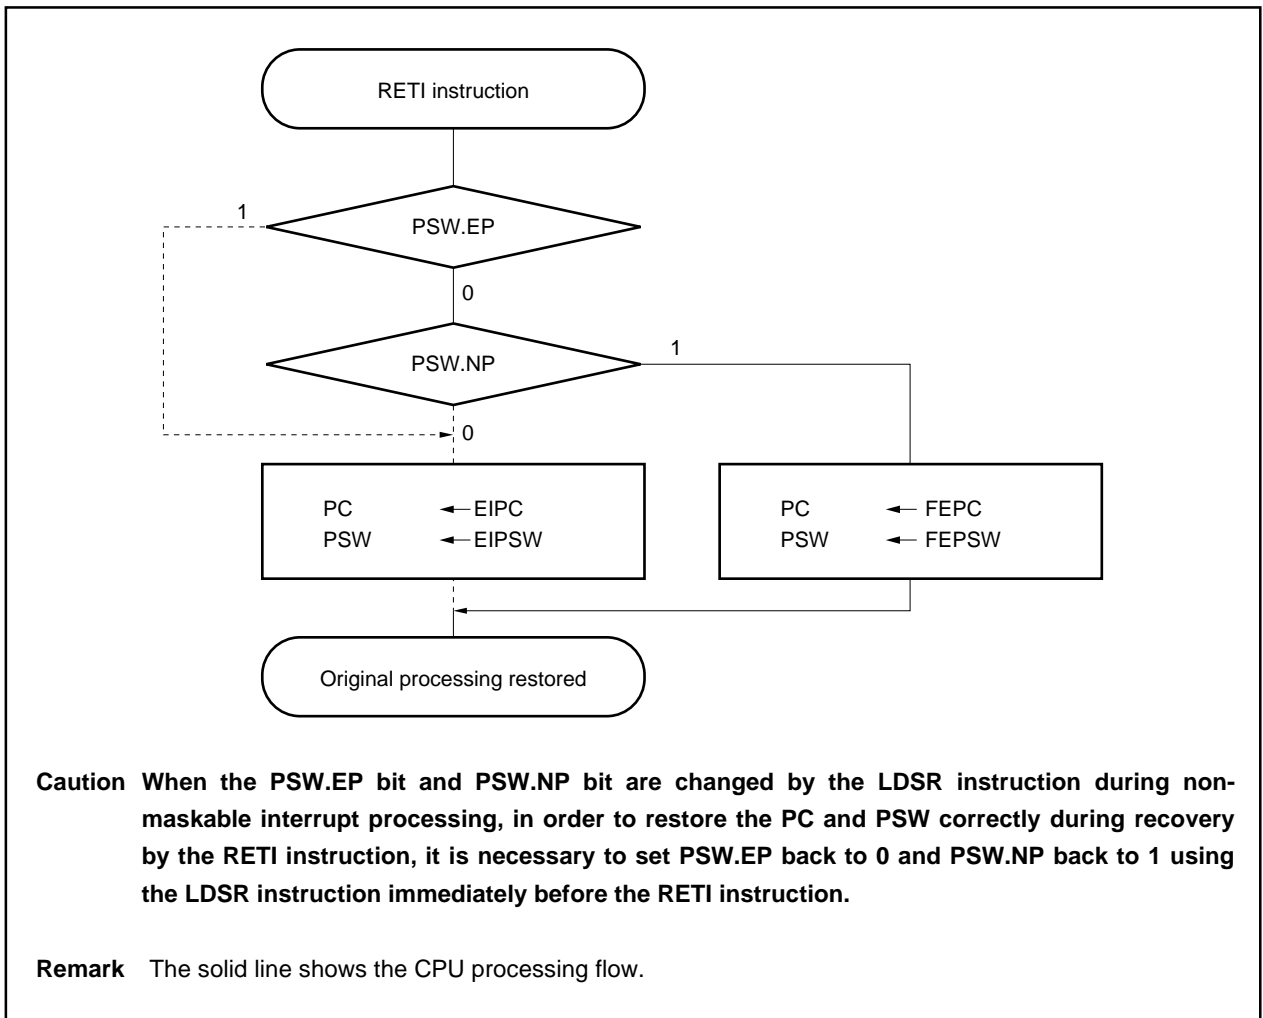 RETI instruction
1
PSW.EP
0
PSW.NP
1
0
PC ← EIPC
PSW ← EIPSW
PC ← FEPC
PSW ← FEPSW
Original processing restored
Caution When the PSW.EP bit and PSW.NP bit are changed by the LDSR instruction during non-
maskable interrupt processing, in order to restore the PC and PSW correctly during recovery
by the RETI instruction, it is necessary to set PSW.EP back to 0 and PSW.NP back to 1 using
the LDSR instruction immediately before the RETI instruction.
Remark The solid line shows the CPU processing flow.